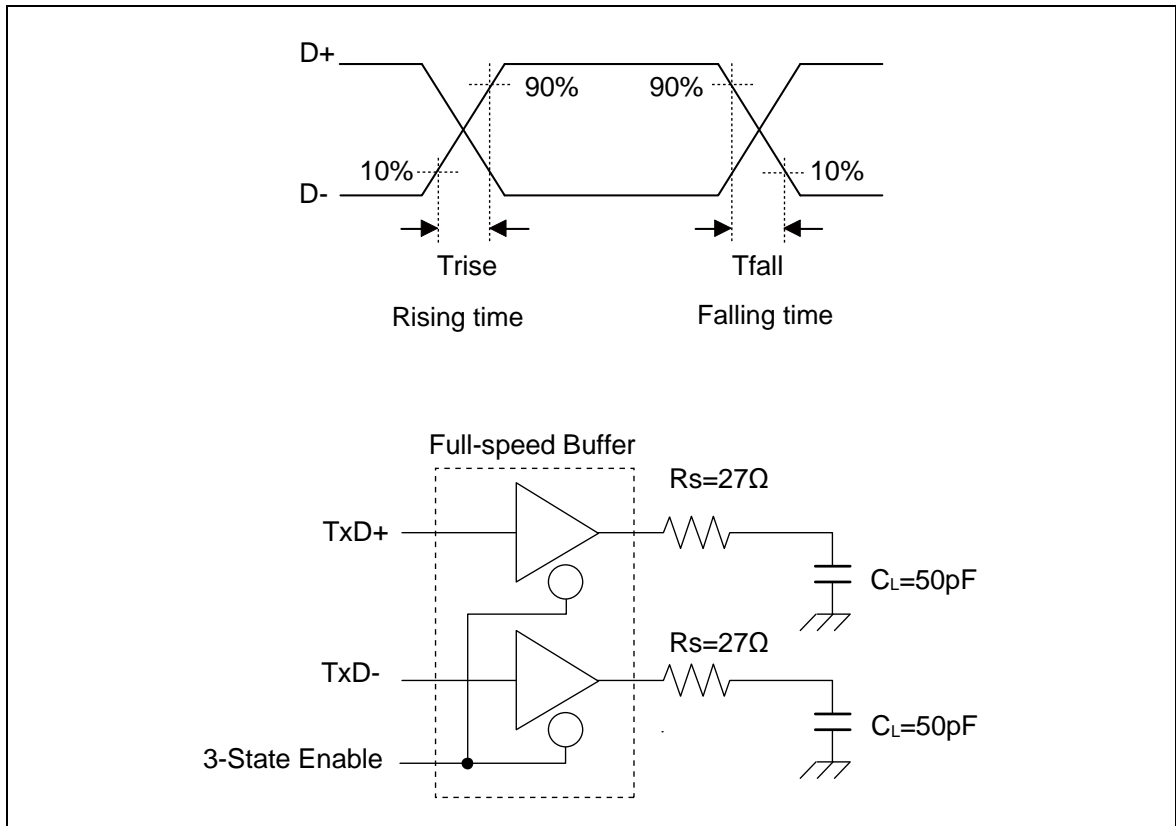 D+
90%
90%
10%
10%
D-
Trise
Tfall
Rising time
Falling time
Full-speed Buffer
Rs=27Ω
TxD+
CL=50pF
Rs=27Ω
TxD-
CL=50pF
3-State Enable